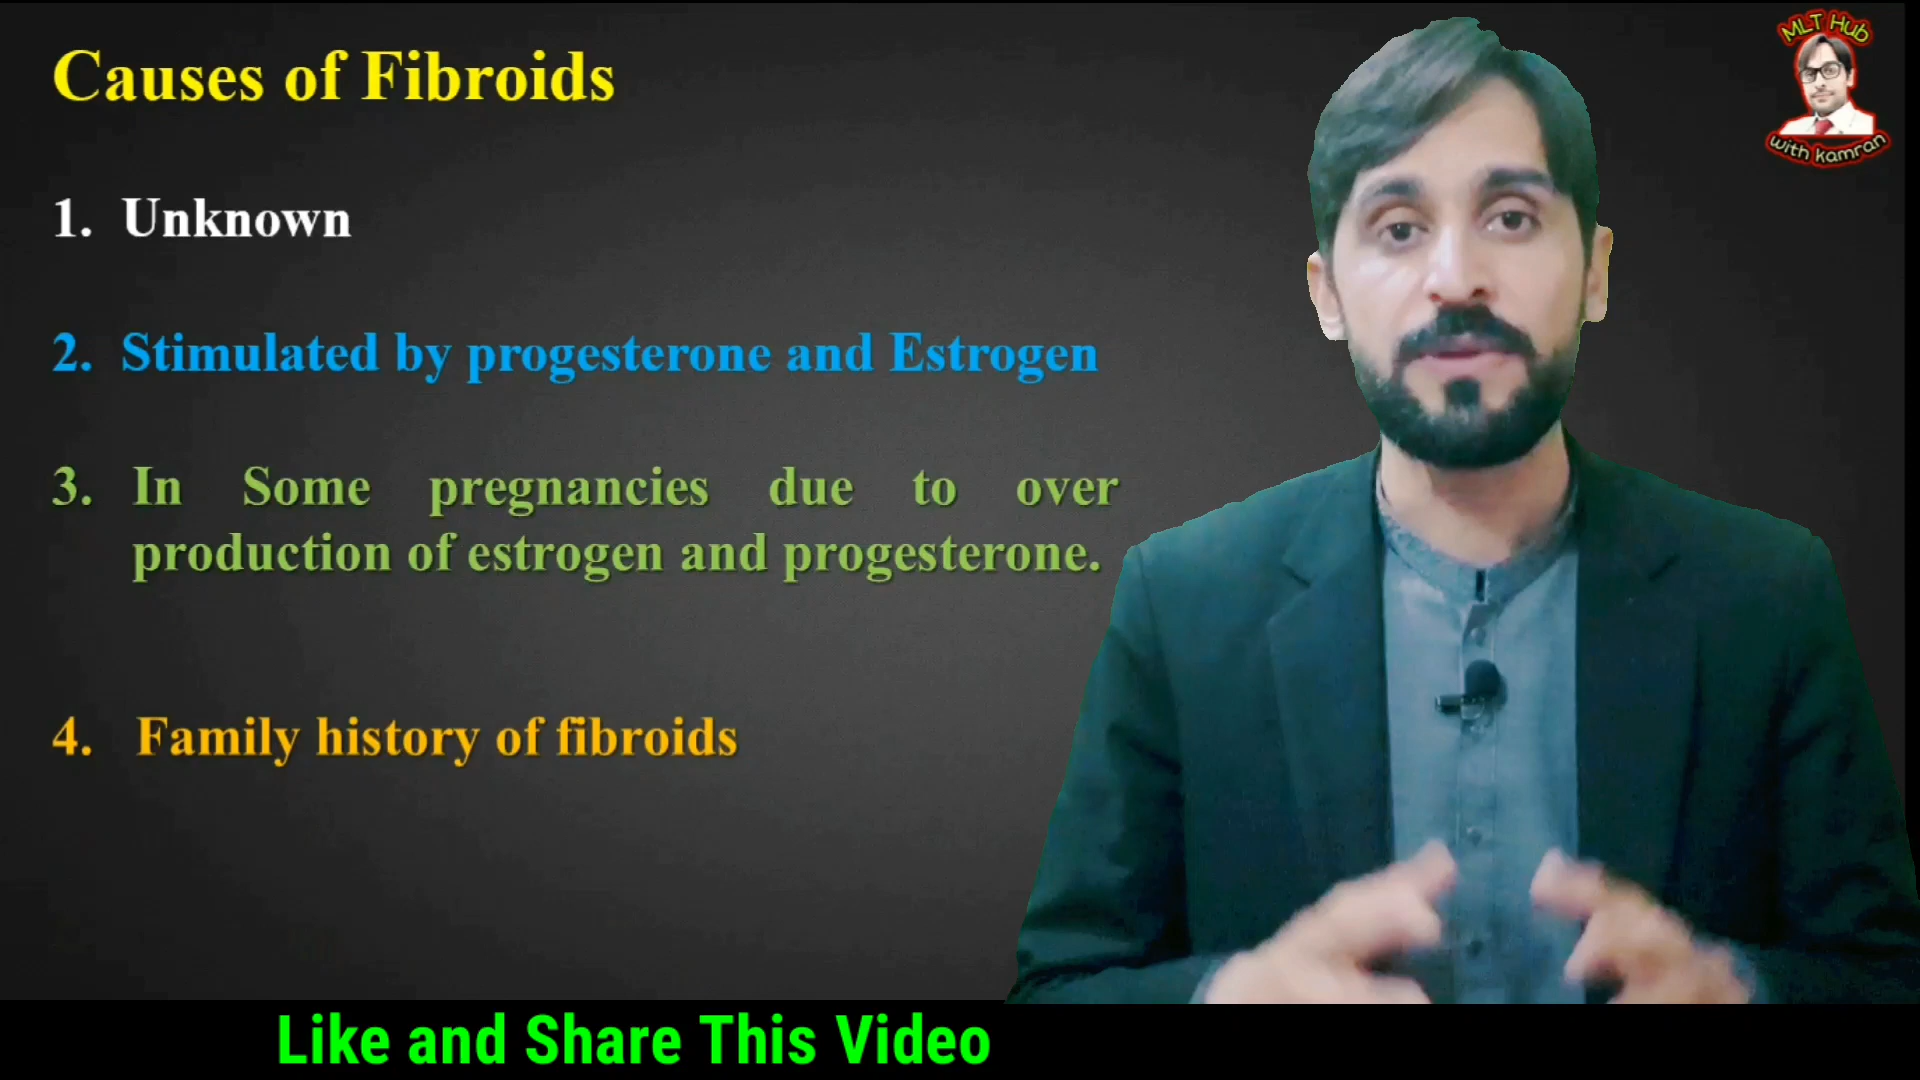 Causes of Fibroids
MLT Hub
with kamran
1. Unknown
2. Stimulated by progesterone and Estrogen
3. In Some pregnancies due to over
production of estrogen and progesterone.
4. Family history of fibroids
Like and Share This Video